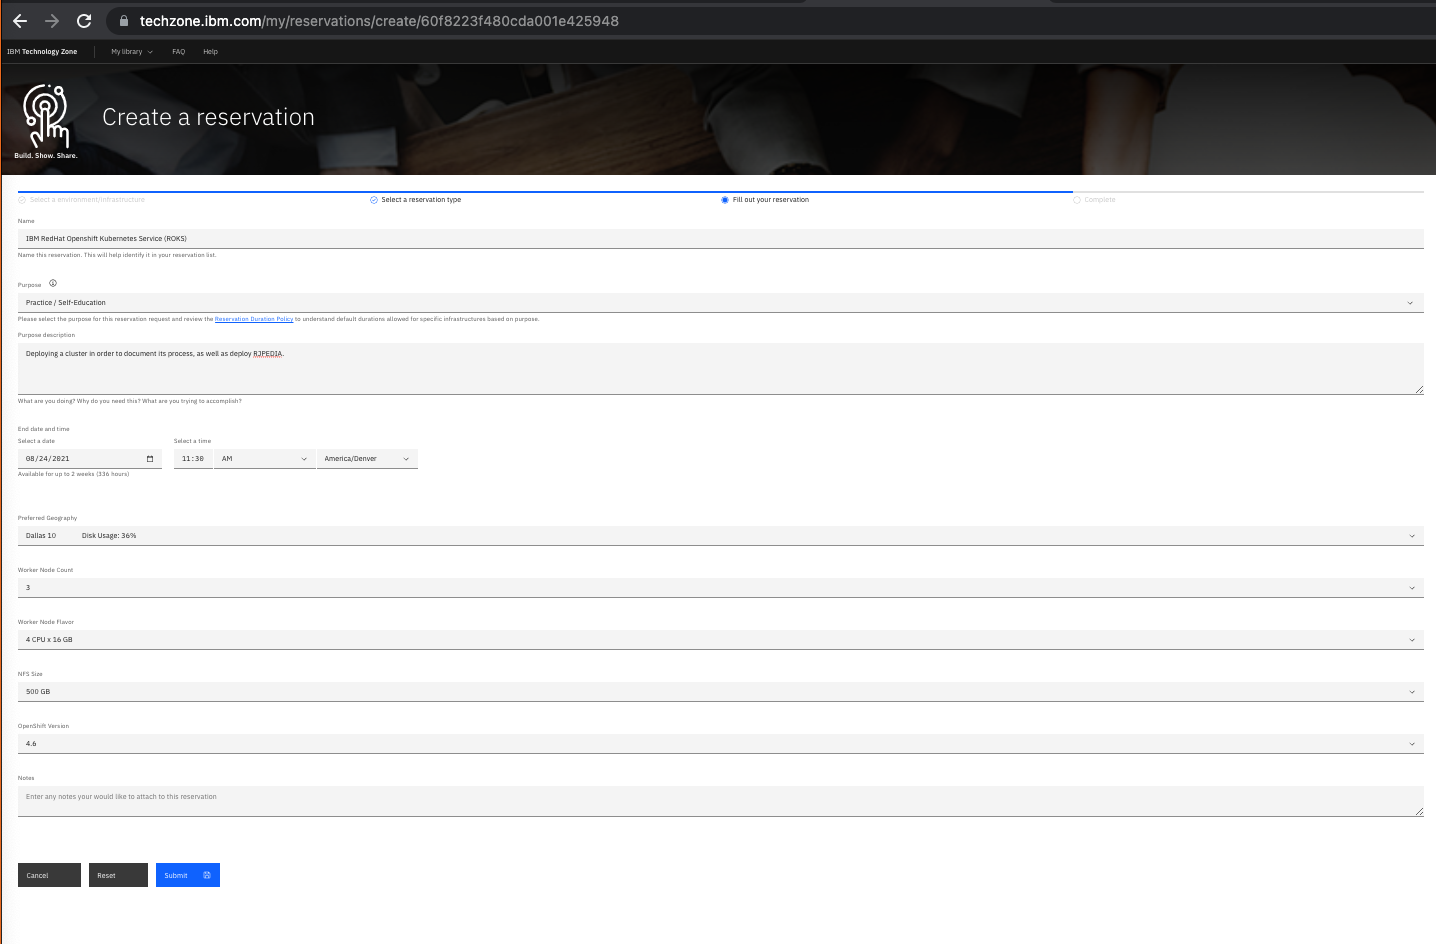 techzone.ibm.com/my/reservations/create/60f8223f480cda001e425948
IBM Technology Zone My library FAQ Help
Create a reservation
Build. Show. Share.
Select a environment/infrastructure Select a reservation type Fill out your reservation Complete
Name
IBM RedHat Openshift Kubernetes Service (ROKS)
Name this reservation. This will help identify it in your reservation list.
Purpose
Practice / Self-Education
Please select the purpose for this reservation request and review the Reservation Duration Policy to understand default durations allowed for specific infrastructures based on purpose.
Purpose description
Deploying a cluster in order to document its process, as well as deploy RJPEDIA.
What are you doing? Why do you need this? What are you trying to accomplish?
End date and time
Select a date Select a time
08/24/2021 11:30 AM America/Denver
Available for up to 2 weeks (336 hours)
Preferred Geography
Dallas 10 Disk Usage: 36%
Worker Node Count
3
Worker Node Flavor
4 CPU x 16 GB
NFS Size
500 GB
OpenShift Version
4.6
Notes
Enter any notes your would like to attach to this reservation
Cancel Reset Submit